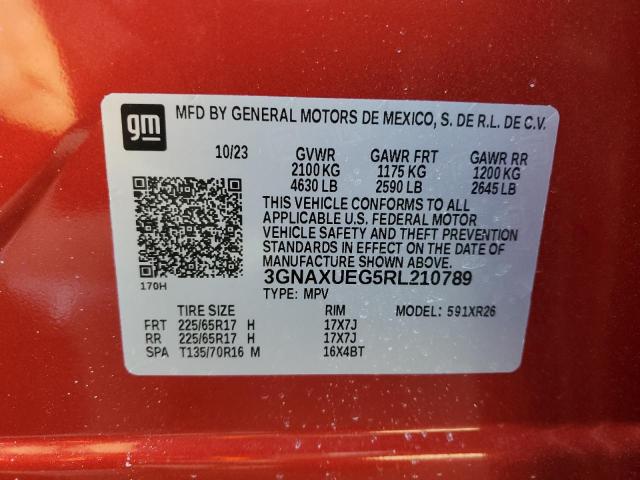 gm
MFD BY GENERAL MOTORS DE MEXICO, S. DE R.L. DE C.V.
10/23 GVWR GAWR FRT GAWR RR
2100 KG 1175 KG 1200 KG
4630 LB 2590 LB 2645 LB
THIS VEHICLE CONFORMS TO ALL
APPLICABLE U.S. FEDERAL MOTOR
VEHICLE SAFETY AND THEFT PREVENTION
STANDARDS IN EFFECT ON THE DATE OF
MANUFACTURE SHOWN ABOVE.
3GNAXUEG5RL210789
170H
TYPE: MPV MODEL: 591XR26
TIRE SIZE RIM
FRT 225/65R17 H 17X7J
RR 225/65R17 H 17X7J
SPA T135/70R16 M 16X4BT